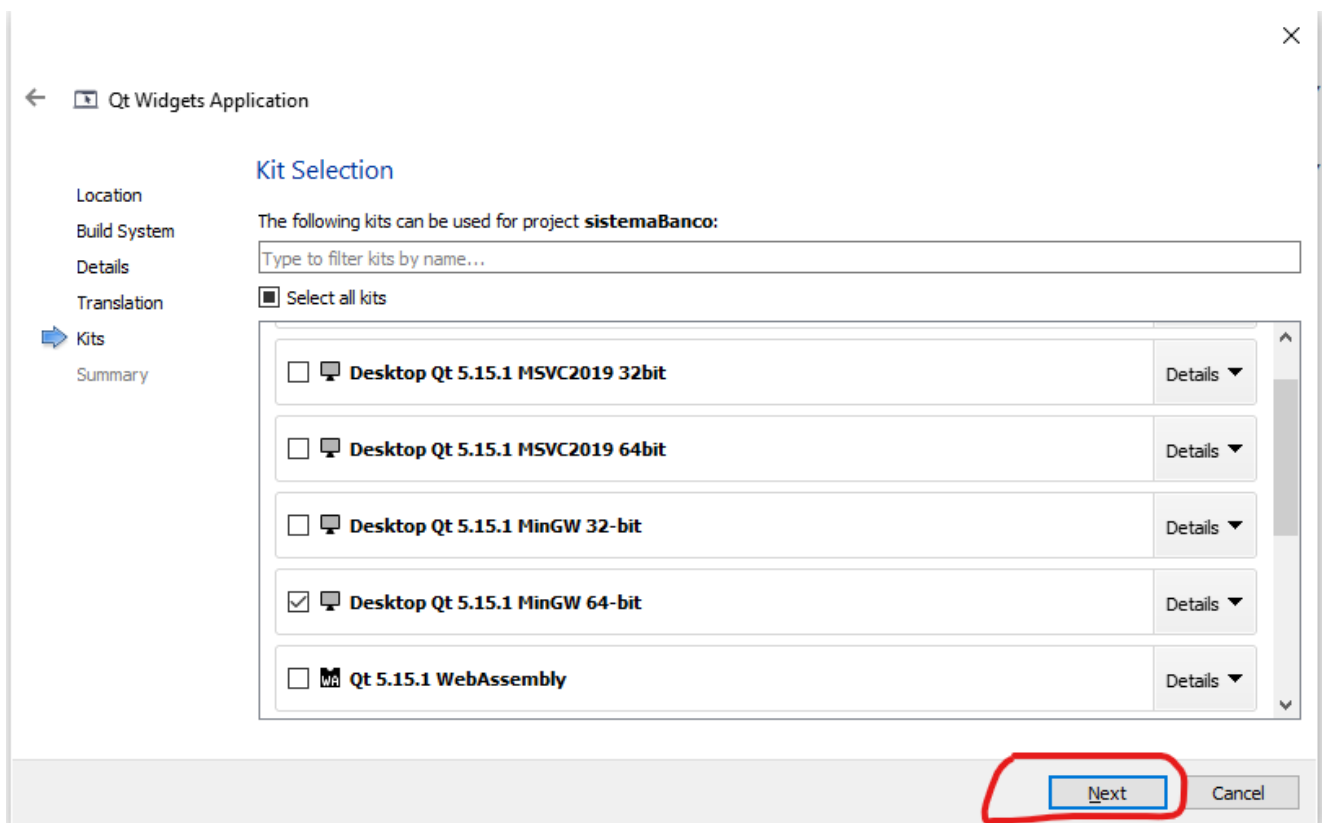 Qt Widgets Application
Location
Build System
Details
Translation
Kits
Summary
Kit Selection
The following kits can be used for project sistemaBanco:
Type to filter kits by name...
Select all kits
Desktop Qt 5.15.1 MSVC2019 32bit Details
Desktop Qt 5.15.1 MSVC2019 64bit Details
Desktop Qt 5.15.1 MinGW 32-bit Details
Desktop Qt 5.15.1 MinGW 64-bit Details
WA Qt 5.15.1 WebAssembly Details
Next Cancel